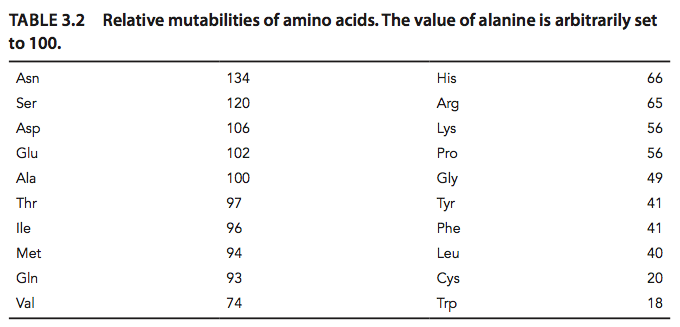 TABLE 3.2 Relative mutabilities of amino acids. The value of alanine is arbitrarily set
to 100.
Asn 134 His 66
Ser 120 Arg 65
Asp 106 Lys 56
Glu 102 Pro 56
Ala 100 Gly 49
Thr 97 Tyr 41
Ile 96 Phe 41
Met 94 Leu 40
Gln 93 Cys 20
Val 74 Trp 18